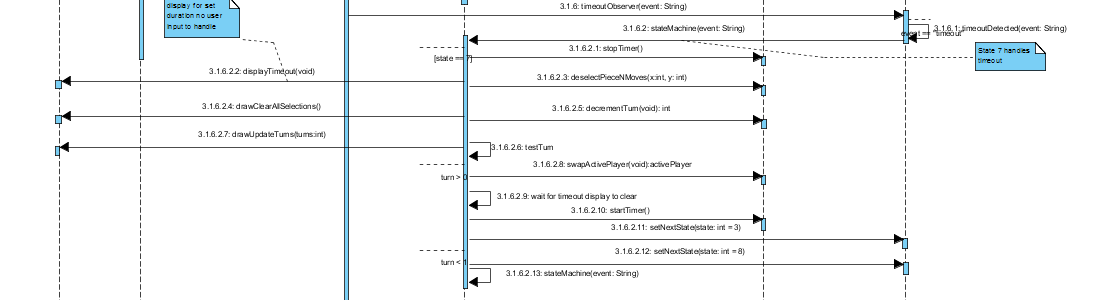 display for set
duration no user
input to handle
3.1.6: timeoutObserver(event: String)
3.1.6.2: stateMachine(event: String)
3.1.6.1: timeoutDetected(event: String)
event == "timeout"
3.1.6.2.1: stopTimer()
State 7 handles
timeout
[state == 7]
3.1.6.2.2: displayTimeout(void)
3.1.6.2.3: deselectPieceNMoves(x:int, y: int)
3.1.6.2.4: drawClearAllSelections()
3.1.6.2.5: decrementTurn(void): int
3.1.6.2.7: drawUpdateTurns(turns:int)
3.1.6.2.6: testTurn
3.1.6.2.8: swapActivePlayer(void):activePlayer
turn > 0
3.1.6.2.9: wait for timeout display to clear
3.1.6.2.10: startTimer()
3.1.6.2.11: setNextState(state: int = 3)
3.1.6.2.12: setNextState(state: int = 8)
turn < 1
3.1.6.2.13: stateMachine(event: String)